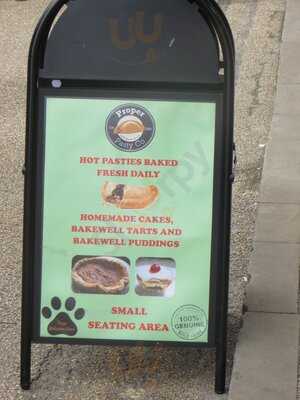 Proper
Pasty Co
HOT PASTIES BAKED
FRESH DAILY
HOMEMADE CAKES,
BAKEWELL TARTS AND
BAKEWELL PUDDINGS
SMALL
SEATING AREA
100%
GENUINE